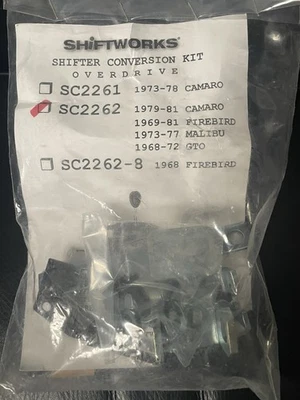 SHIFTWORKS
SHIFTER CONVERSION KIT
OVERDRIVE
SC2261 1973-78 CAMARO
SC2262 1979-81 CAMARO
1969-81 FIREBIRD
1973-77 MALIBU
1968-72 GTO
SC2262-8 1968 FIREBIRD